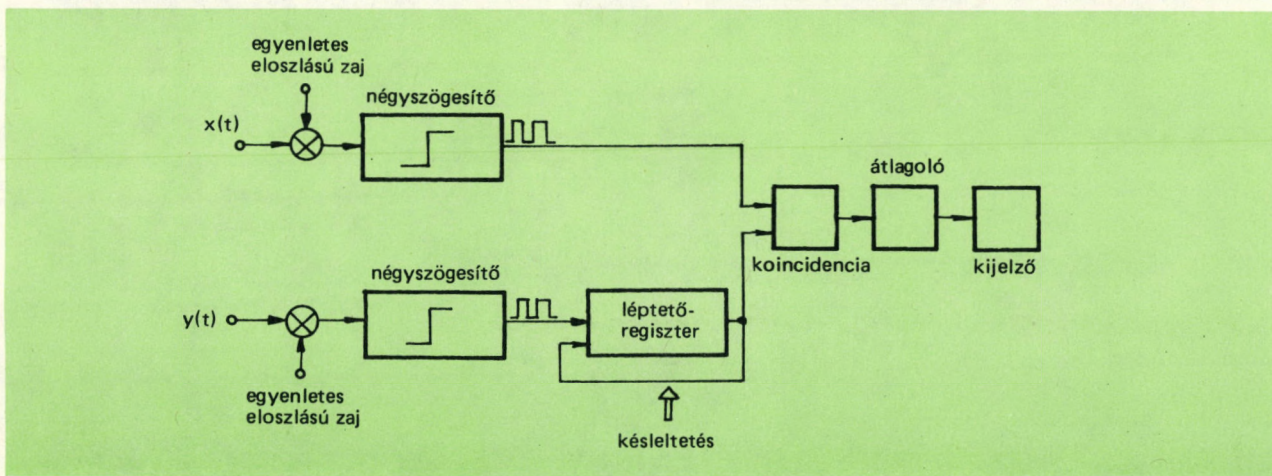 egyenletes
eloszlású zaj
x(t)
négyszögesítő
átlagoló
koincidencia
kijelző
y(t)
négyszögesítő
léptető-
regiszter
egyenletes
eloszlású zaj
késleltetés